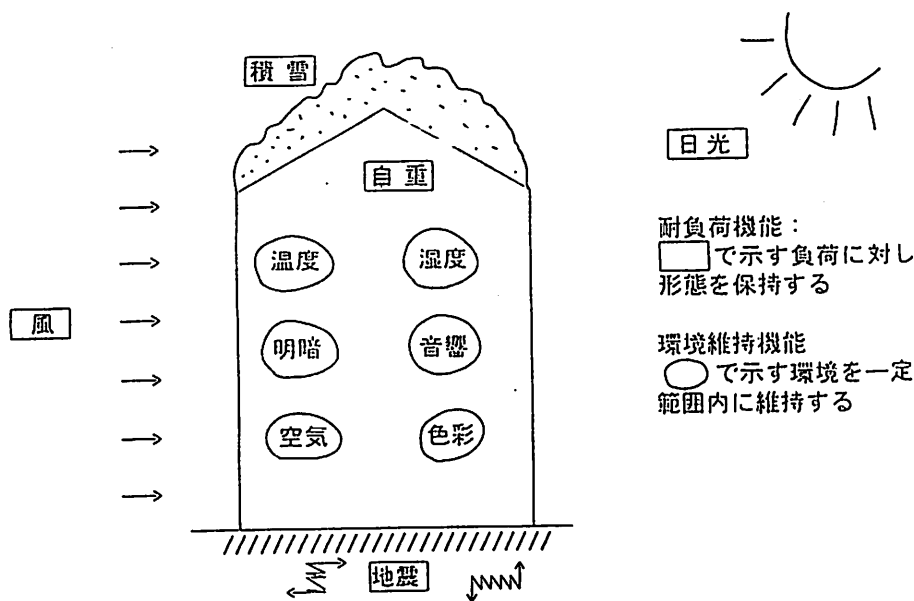 積雪
日光
自重
耐負荷機能：
で示す負荷に対し
形態を保持する
温度
湿度
風
明暗
音響
環境維持機能
で示す環境を一定
範囲内に維持する
空気
色彩
地震